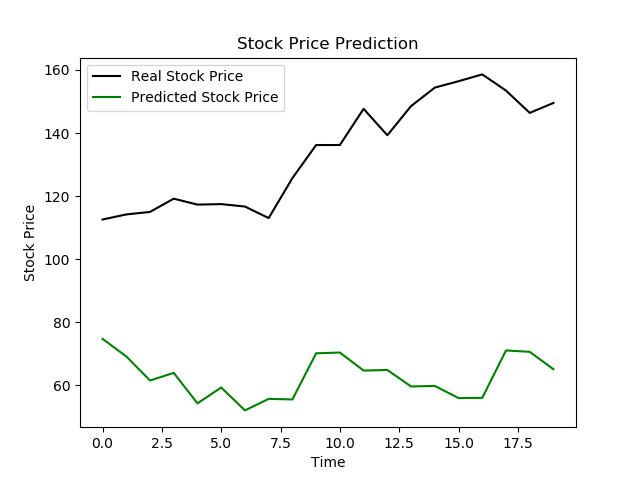 Stock Price Prediction
Real Stock Price
Predicted Stock Price
Stock Price
160
140
120
100
80
60
0.0 2.5 5.0 7.5 10.0 12.5 15.0 17.5
Time